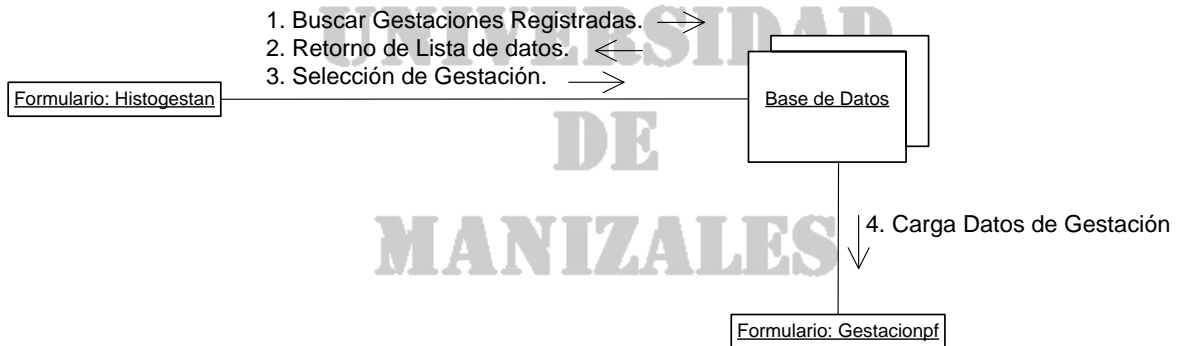 UNIVERSIDAD
1. Buscar Gestaciones Registradas.
2. Retorno de Lista de datos.
3. Selección de Gestación.
Formulario: Histogestan
Base de Datos
DE
4. Carga Datos de Gestación
MANIZALES
Formulario: Gestacionpf